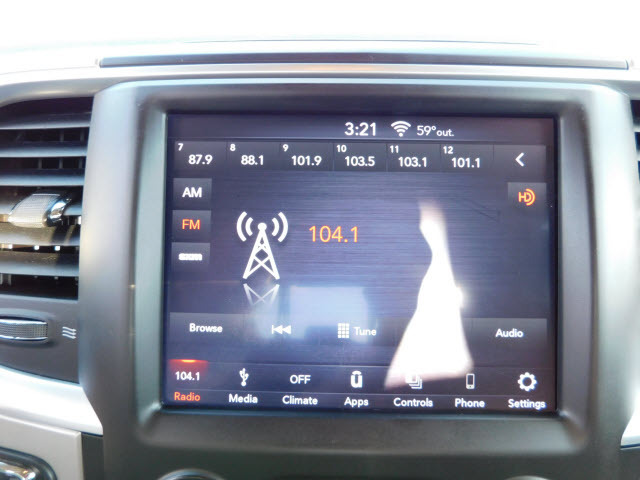 3:21 59° out.
7 8 9 10 11 12
87.9 88.1 101.9 103.5 103.1 101.1
AM
HD
FM
104.1
sxm
Browse Tune Audio
104.1 OFF
Radio Media Climate Apps Controls Phone Settings